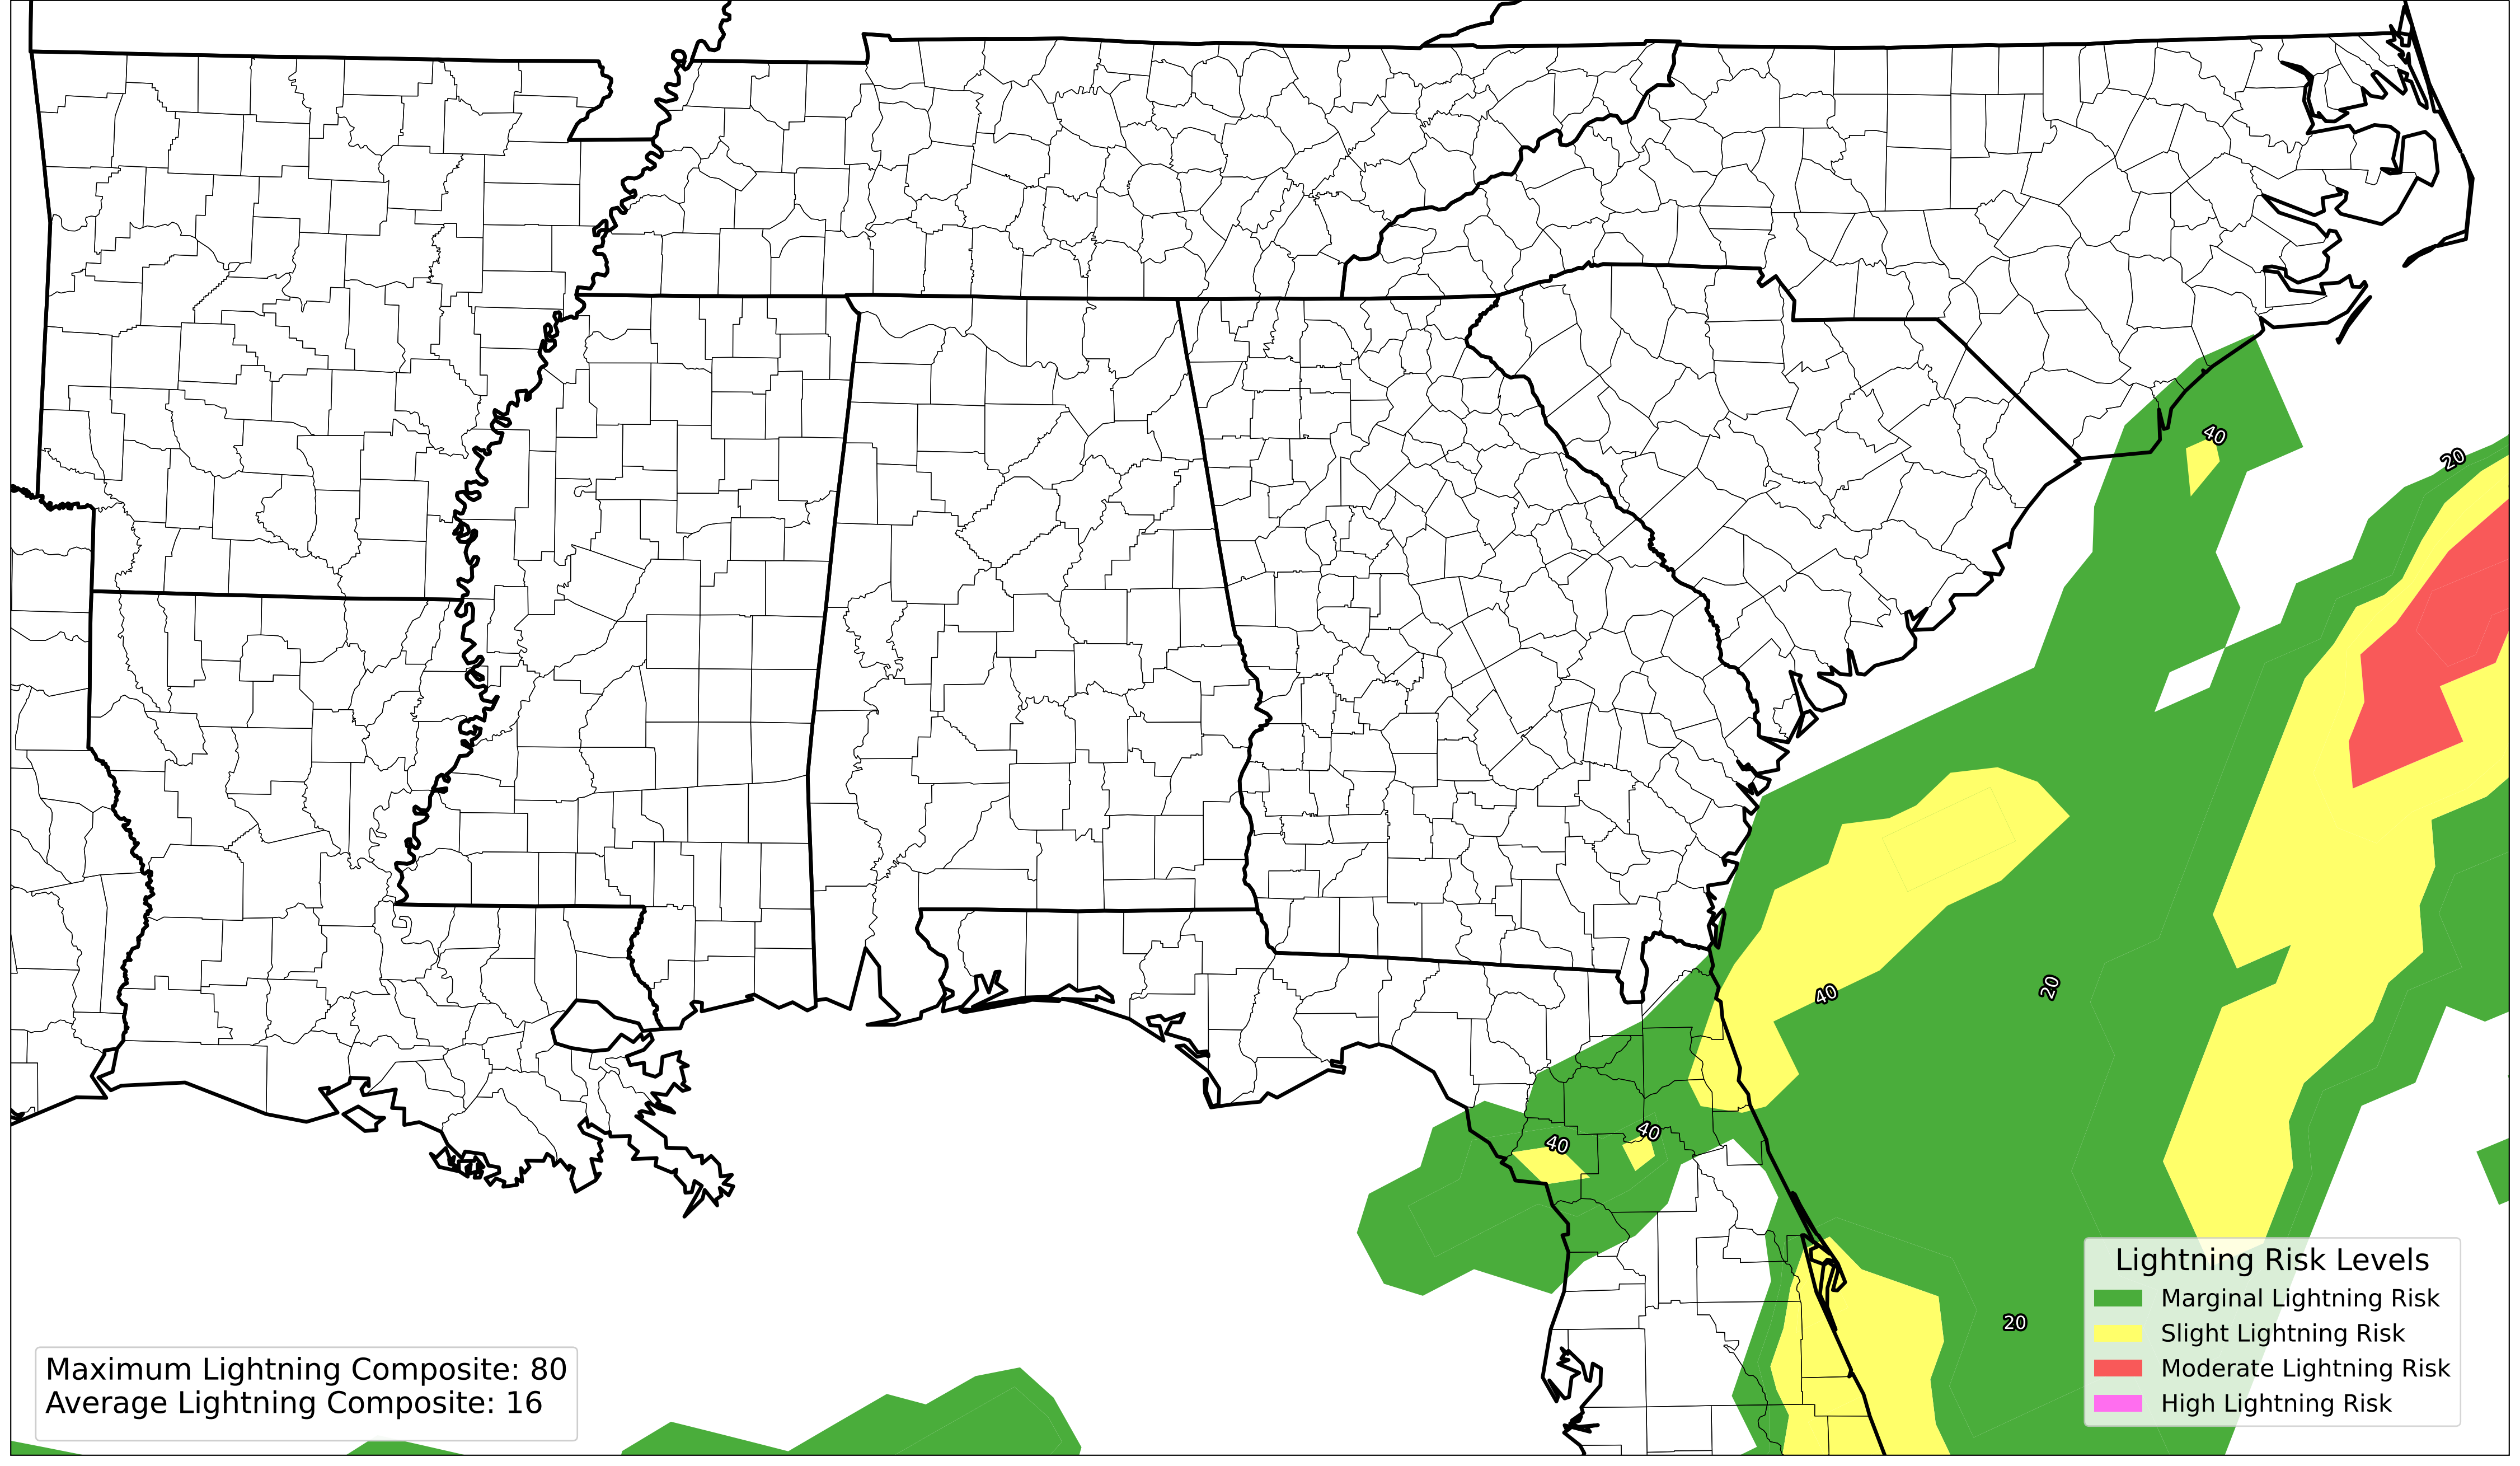 40
20
40
20
40
40
20
Lightning Risk Levels
Marginal Lightning Risk
Slight Lightning Risk
Moderate Lightning Risk
High Lightning Risk
Maximum Lightning Composite: 80
Average Lightning Composite: 16